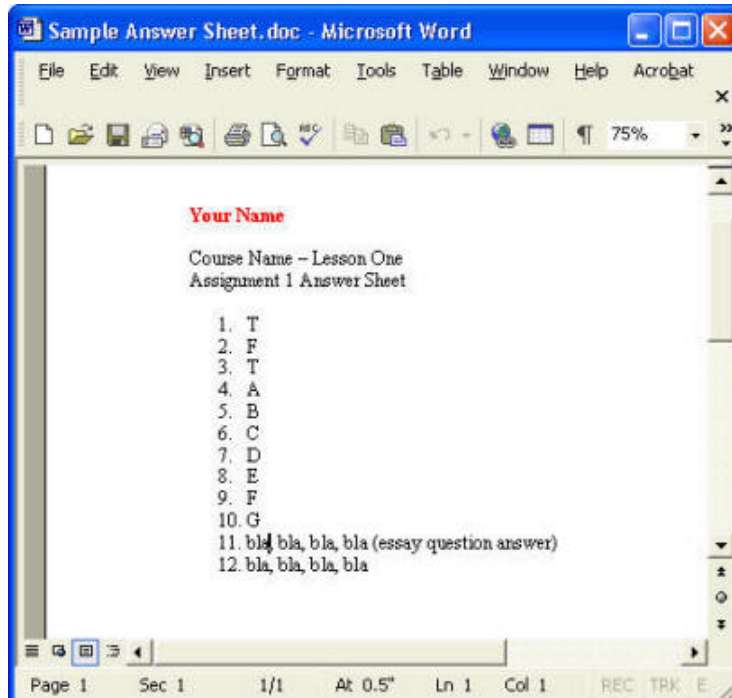 Sample Answer Sheet.doc - Microsoft Word
File Edit View Insert Format Tools Table Window Help Acrobat
75%
Your Name
Course Name – Lesson One
Assignment 1 Answer Sheet
1. T
2. F
3. T
4. A
5. B
6. C
7. D
8. E
9. F
10. G
11. bla, bla, bla, bla (essay question answer)
12. bla, bla, bla, bla
Page 1 Sec 1 1/1 At 0.5" Ln 1 Col 1 REC TRK E